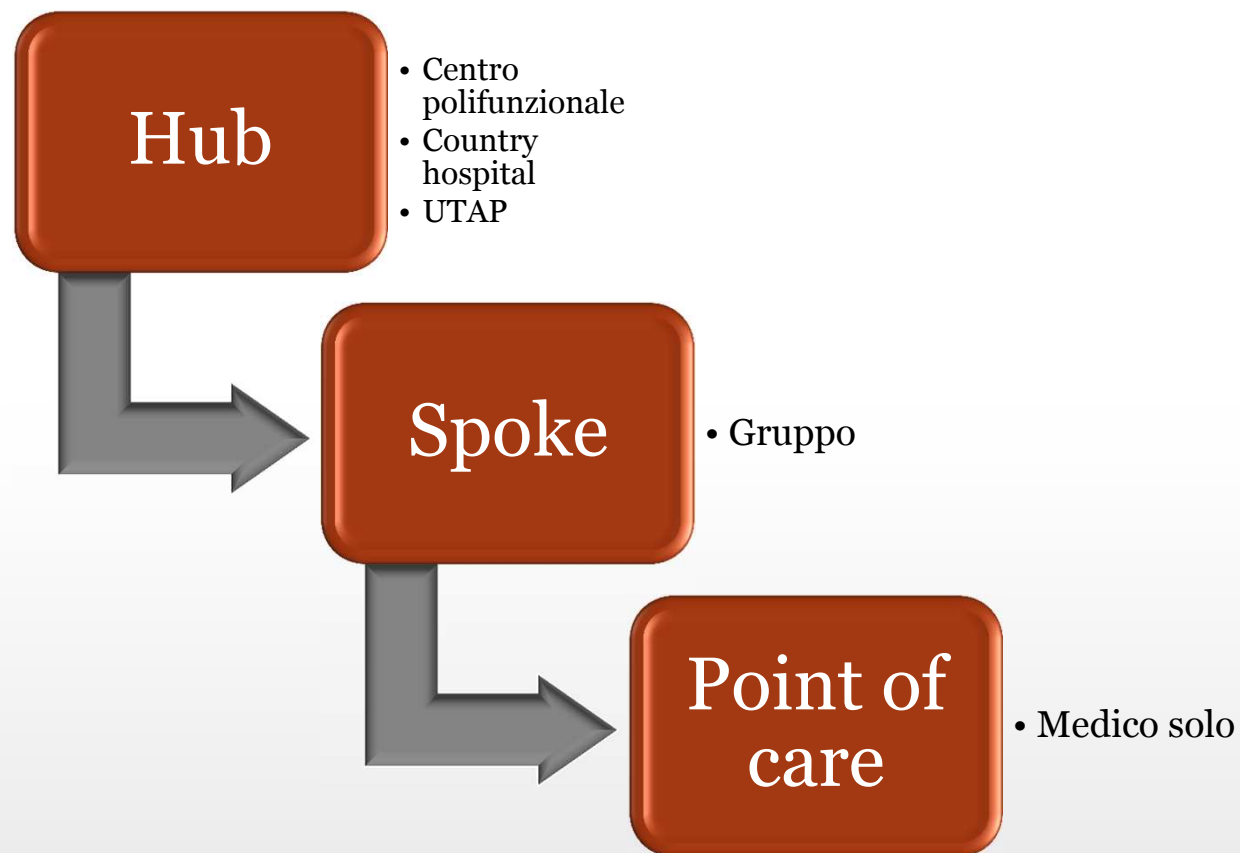 Hub
• Centro
polifunzionale
• Country
hospital
• UTAP
Spoke
• Gruppo
Point of
care
• Medico solo